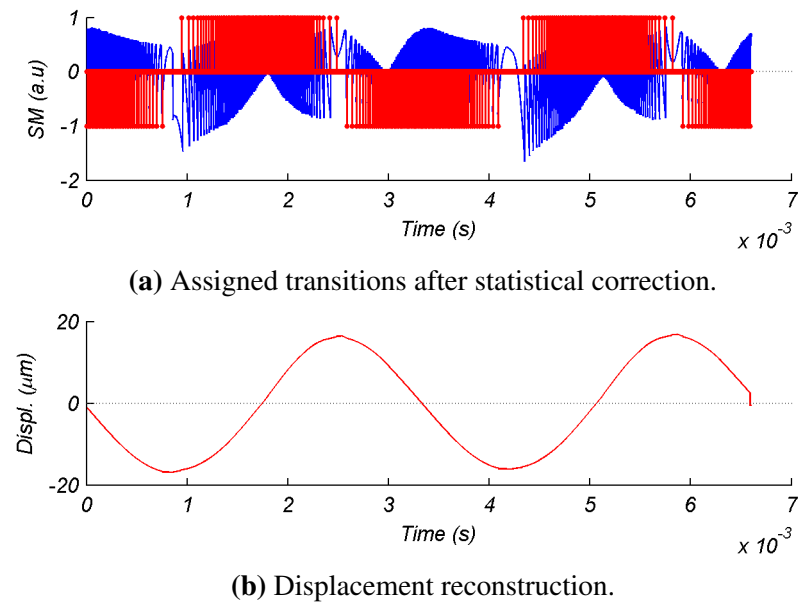 1
0
-1
-2
SM (a.u)
0
1
2
3
4
5
6
7
Time (s)
x 10-3
(a) Assigned transitions after statistical correction.
20
0
-20
Displ. (μm)
0
1
2
3
4
5
6
7
Time (s)
x 10-3
(b) Displacement reconstruction.